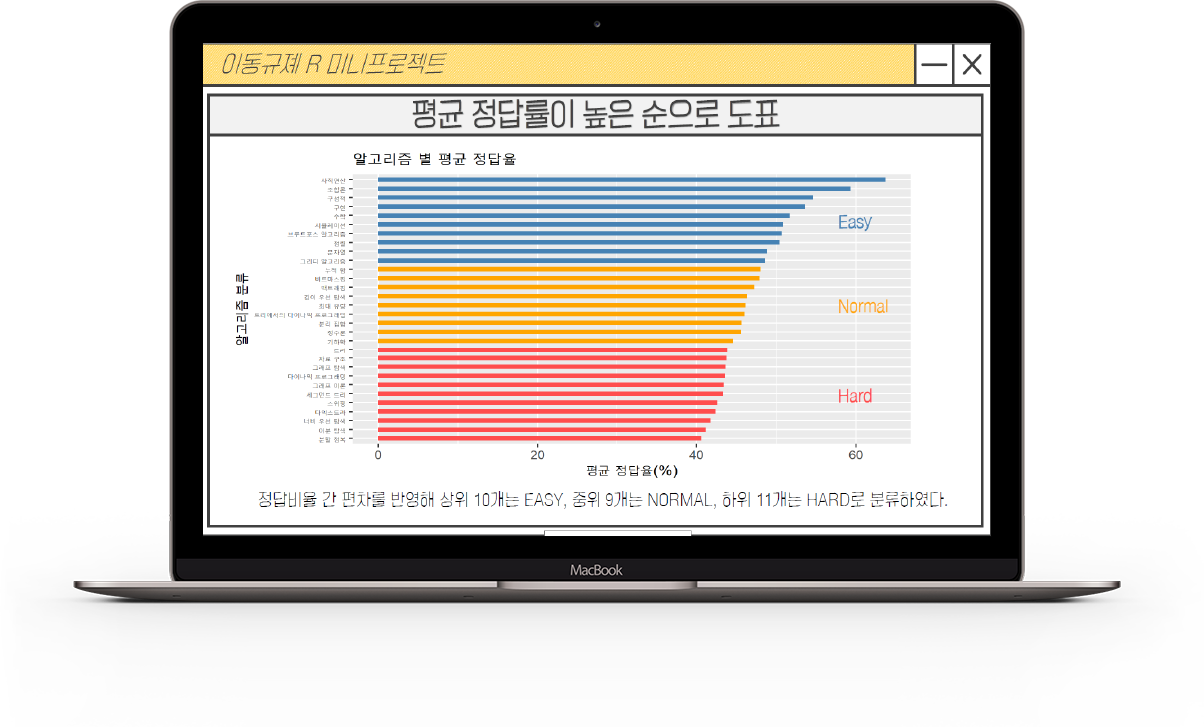 이동규졔 R 미니프로젝트
평균 정답률이 높은 순으로 도표
알고리즘 별 평균 정답율
알고리즘 분류
사칙연산
조합론
구성적
구현
수학
시뮬레이션
브루트포스 알고리즘
정렬
문자열
그리디 알고리즘
누적 합
비트마스킹
백트래킹
깊이 우선 탐색
최대 유량
트리에서의 다이나믹 프로그래밍
분리 집합
정수론
기하학
트리
자료 구조
그래프 탐색
다이나믹 프로그래밍
그래프 이론
세그먼트 트리
스위핑
다익스트라
너비 우선 탐색
이분 탐색
분할 정복
Easy
Normal
Hard
0 20 40 60
평균 정답율(%)
정답비율 간 편차를 반영해 상위 10개는 EASY, 중위 9개는 NORMAL, 하위 11개는 HARD로 분류하였다.
MacBook